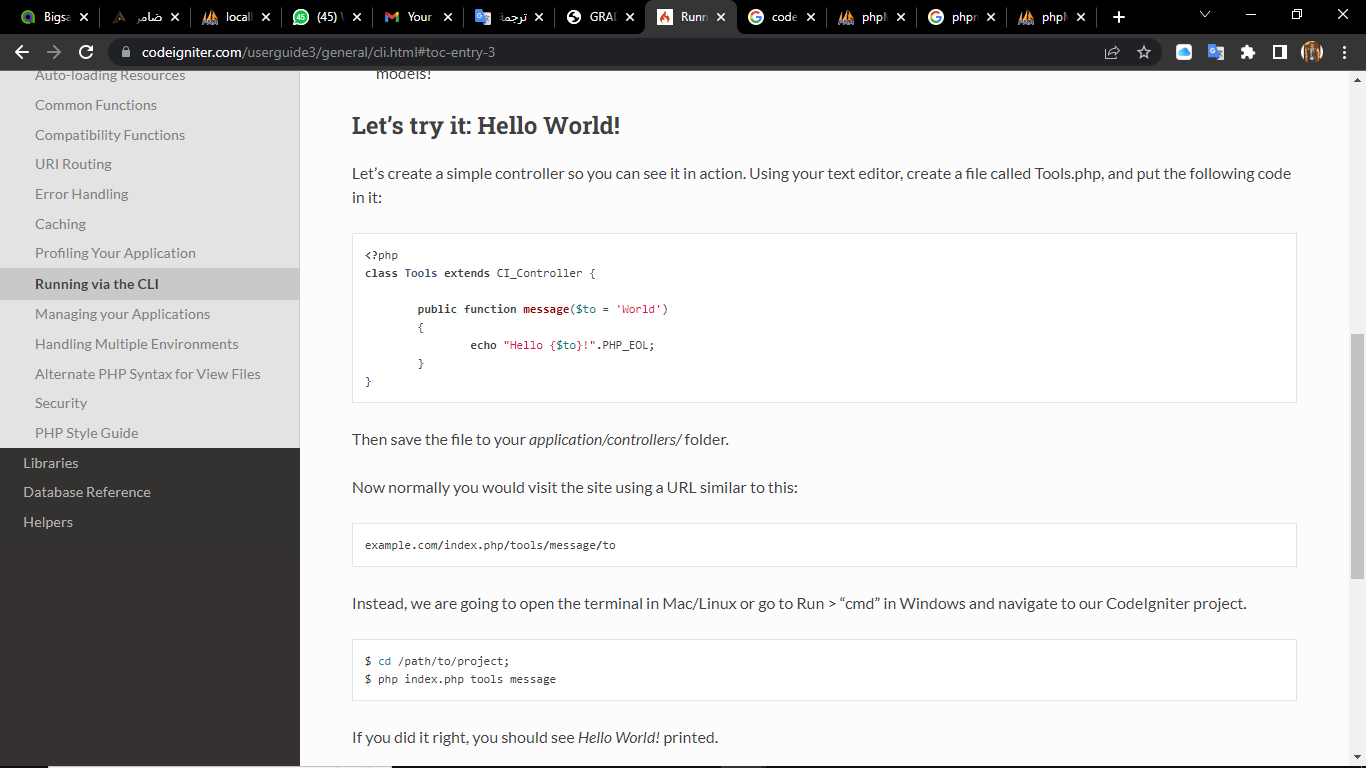 Bigsa
ضامر
locall
(45) W
Your
ترجمة
GRA
Runn
code
phpM
phpm
phpM
codeigniter.com/userguide3/general/cli.html#toc-entry-3
Auto-loading Resources
Common Functions
Compatibility Functions
URI Routing
Error Handling
Caching
Profiling Your Application
Running via the CLI
Managing your Applications
Handling Multiple Environments
Alternate PHP Syntax for View Files
Security
PHP Style Guide
Libraries
Database Reference
Helpers
models!
Let’s try it: Hello World!
Let’s create a simple controller so you can see it in action. Using your text editor, create a file called Tools.php, and put the following code
in it:
<?php
class Tools extends CI_Controller {
public function message($to = 'World')
{
echo "Hello {$to}!".PHP_EOL;
}
}
Then save the file to your application/controllers/ folder.
Now normally you would visit the site using a URL similar to this:
example.com/index.php/tools/message/to
Instead, we are going to open the terminal in Mac/Linux or go to Run > “cmd” in Windows and navigate to our CodeIgniter project.
$ cd /path/to/project;
$ php index.php tools message
If you did it right, you should see Hello World! printed.